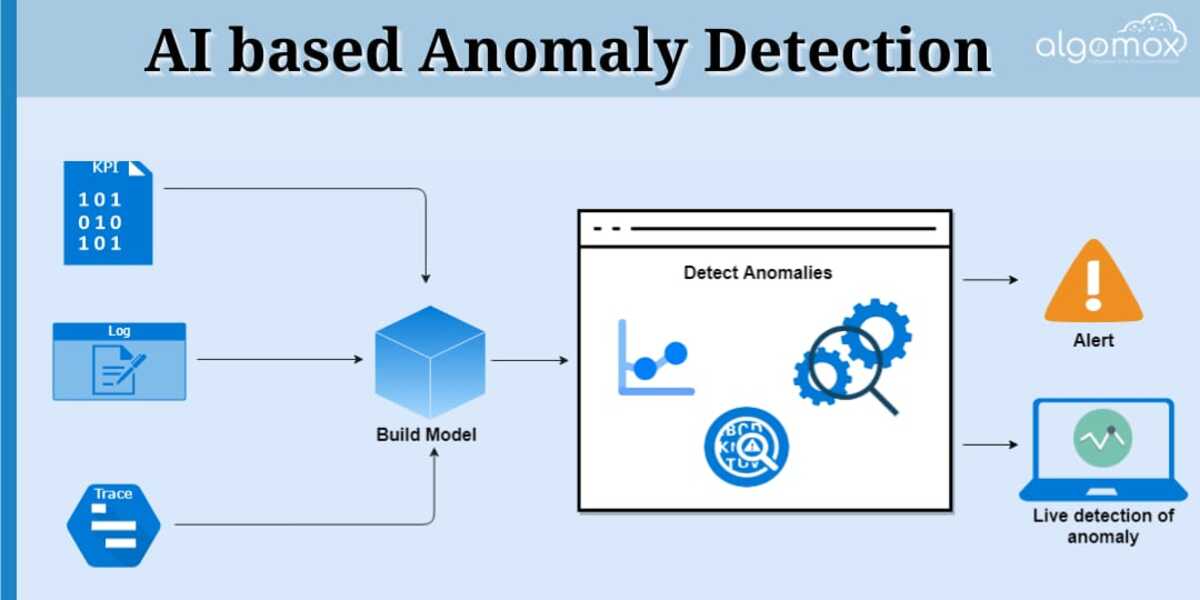 AI based Anomaly Detection
algomox
KPI
101
010
101
Log
Trace
Build Model
Detect Anomalies
Alert
Live detection of
anomaly